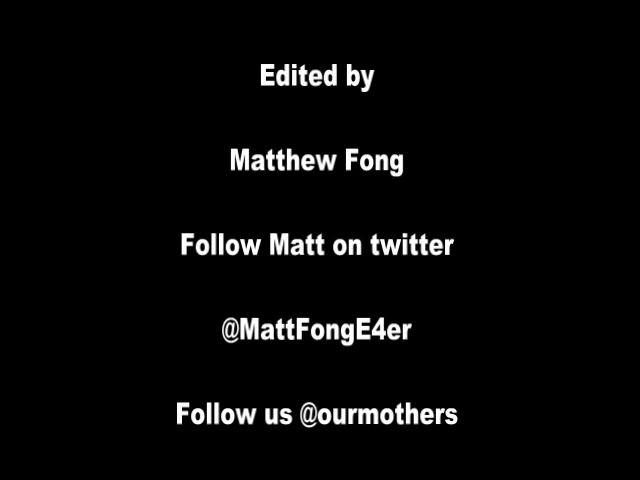 Edited by
Matthew Fong
Follow Matt on twitter
@MattFongE4er
Follow us @ourmothers